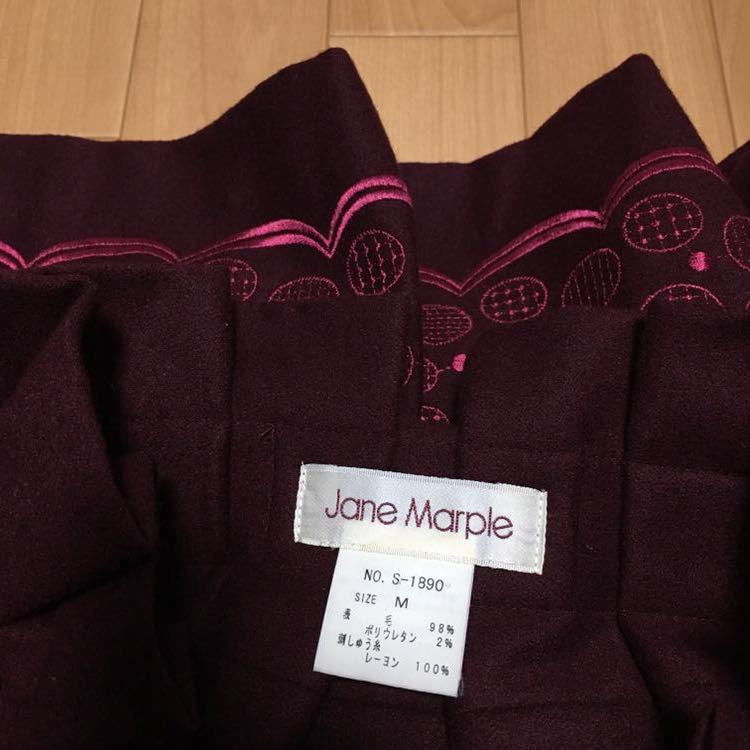 Jane Marple
NO. S-1890
SIZE M
表 毛 98%
ポリウレタン 2%
刺しゅう糸
レーヨン 100%